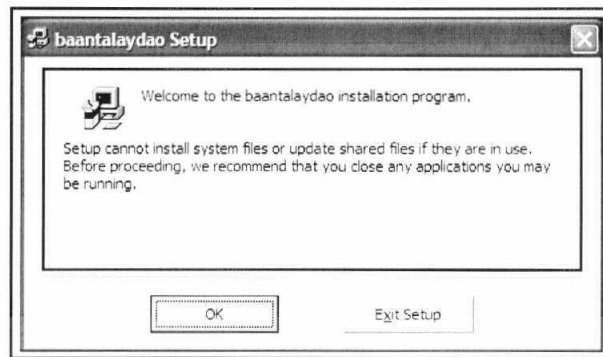 baantalaydao Setup
Welcome to the baantalaydao installation program.
Setup cannot install system files or update shared files if they are in use.
Before proceeding, we recommend that you close any applications you may
be running.
OK
Exit Setup